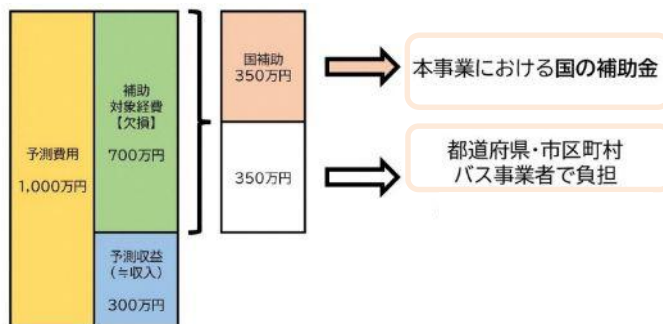 予測費用
1,000万円
補助
対象経費
【欠損】
700万円
予測収益
(≒収入)
300万円
国補助
350万円
350万円
本事業における国の補助金
都道府県・市区町村
バス事業者で負担